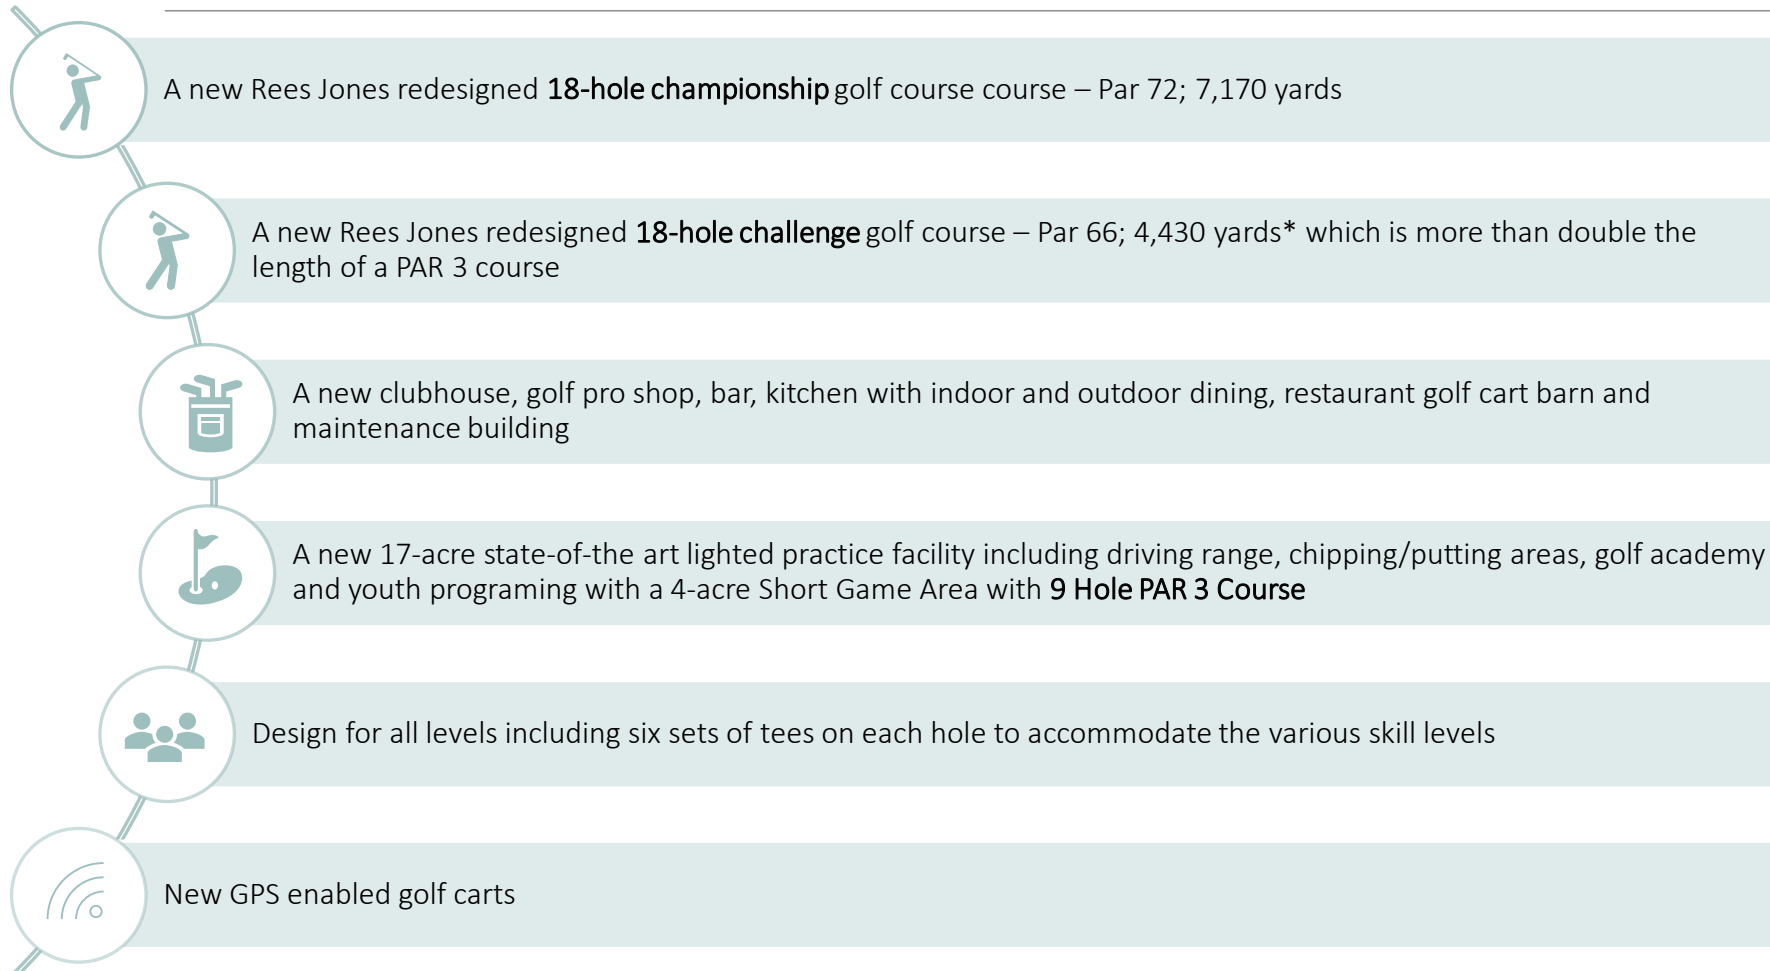 A new Rees Jones redesigned 18-hole championship golf course course – Par 72; 7,170 yards
A new Rees Jones redesigned 18-hole challenge golf course – Par 66; 4,430 yards* which is more than double the
length of a PAR 3 course
A new clubhouse, golf pro shop, bar, kitchen with indoor and outdoor dining, restaurant golf cart barn and
maintenance building
A new 17-acre state-of-the art lighted practice facility including driving range, chipping/putting areas, golf academy
and youth programing with a 4-acre Short Game Area with 9 Hole PAR 3 Course
Design for all levels including six sets of tees on each hole to accommodate the various skill levels
New GPS enabled golf carts